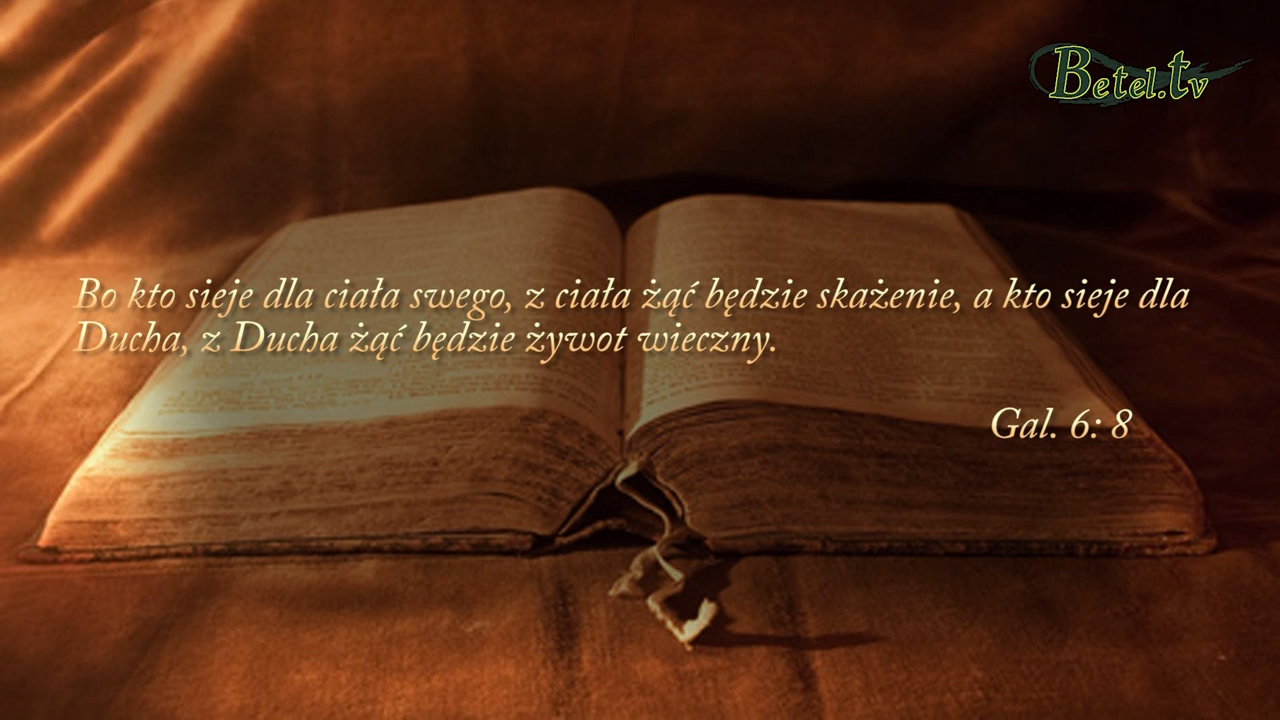 Betel.tv
Bo kto sieje dla ciała swego, z ciała żąć będzie skażenie, a kto sieje dla
Ducha, z Ducha żąć będzie żywot wieczny.
Gal. 6: 8